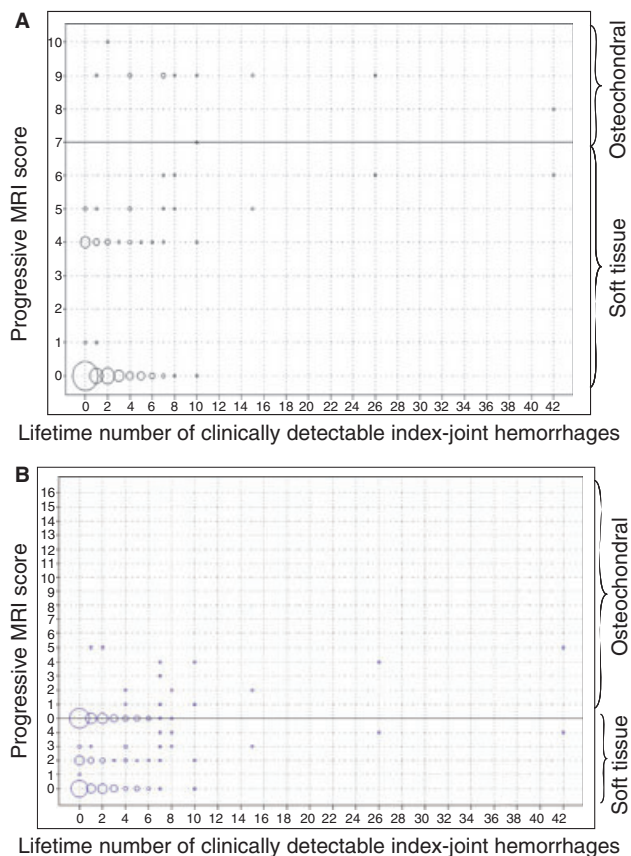 A
10
9
8
7
6
5
4
3
2
1
0
Progressive MRI score
Osteochondral
Soft tissue
0 2 4 6 8 10 12 14 16 18 20 22 24 26 28 30 32 34 36 38 40 42
Lifetime number of clinically detectable index-joint hemorrhages
B
16
15
14
13
12
11
10
9
8
7
6
5
4
3
2
1
0
4
3
2
1
0
Progressive MRI score
Osteochondral
Soft tissue
0 2 4 6 8 10 12 14 16 18 20 22 24 26 28 30 32 34 36 38 40 42
Lifetime number of clinically detectable index-joint hemorrhages